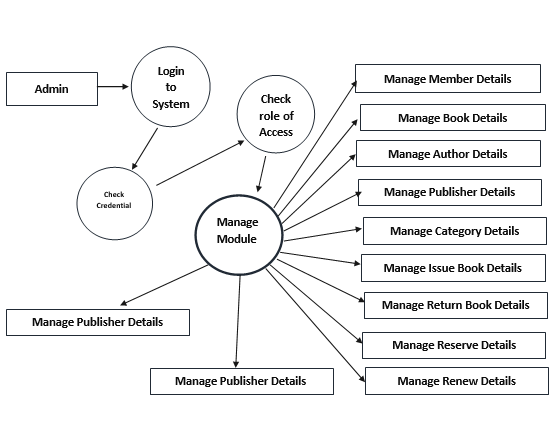 Admin
Login
to
System
Check
role of
Access
Check
Credential
Manage
Module
Manage Member Details
Manage Book Details
Manage Author Details
Manage Publisher Details
Manage Category Details
Manage Issue Book Details
Manage Return Book Details
Manage Reserve Details
Manage Renew Details
Manage Publisher Details
Manage Publisher Details